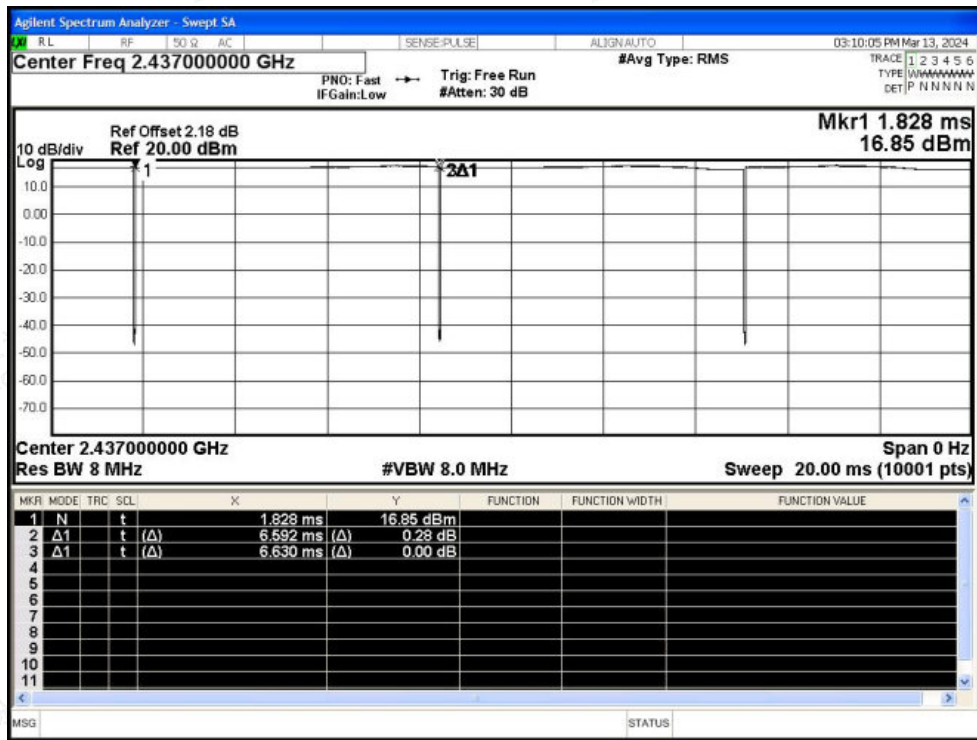 Agilent Spectrum Analyzer - Swept SA
LXI RL RF 50 Ω AC SENSE:PULSE ALIGNAUTO 03:10:05 PM Mar 13, 2024
Center Freq 2.437000000 GHz #Avg Type: RMS TRACE 1 2 3 4 5 6
PNO: Fast Trig: Free Run TYPE WWWWWW
IFGain:Low #Atten: 30 dB DET P N N N N N
Mkr1 1.828 ms
Ref Offset 2.18 dB
10 dB/div Ref 20.00 dBm 16.85 dBm
Log
1 3Δ1
10.0
0.00
-10.0
-20.0
-30.0
-40.0
-50.0
-60.0
-70.0
Center 2.437000000 GHz Span 0 Hz
Res BW 8 MHz #VBW 8.0 MHz Sweep 20.00 ms (10001 pts)
MKR MODE TRC SCL X Y FUNCTION FUNCTION WIDTH FUNCTION VALUE
1 N t 1.828 ms 16.85 dBm
2 Δ1 t (Δ) 6.592 ms (Δ) 0.28 dB
3 Δ1 t (Δ) 6.630 ms (Δ) 0.00 dB
4
5
6
7
8
9
10
11
MSG STATUS